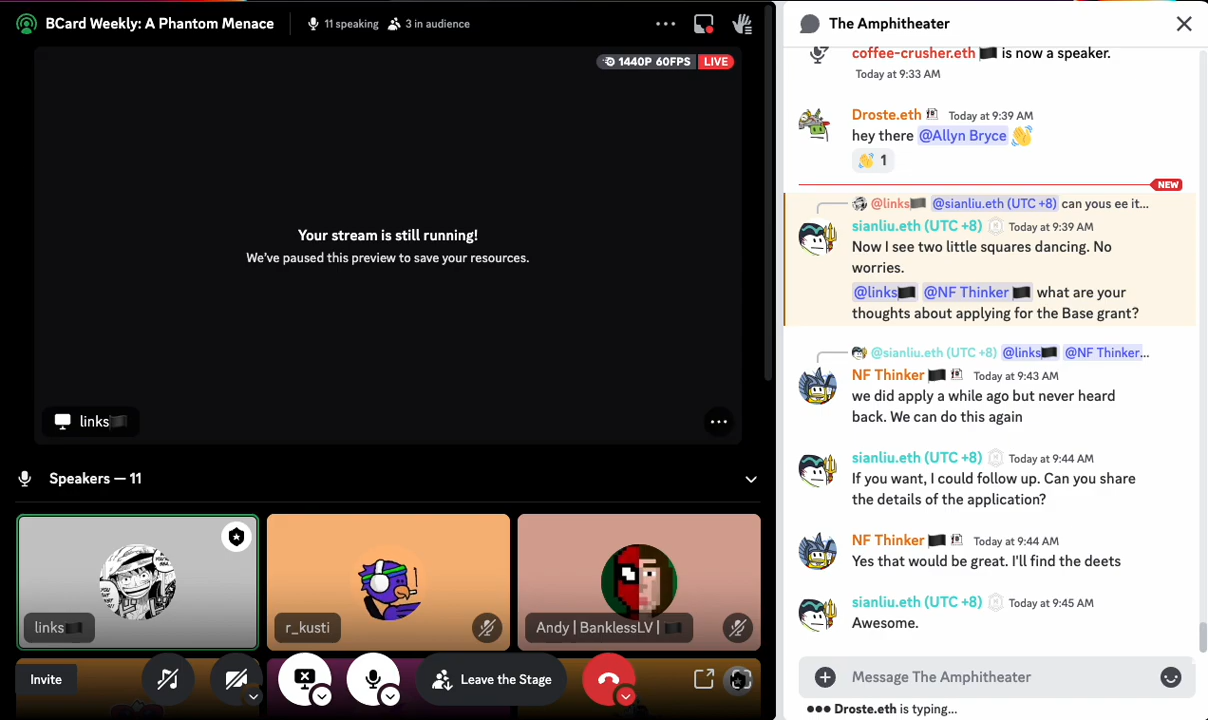 BCard Weekly: A Phantom Menace
11 speaking
3 in audience
1440P 60FPS
LIVE
Your stream is still running!
We've paused this preview to save your resources.
links
Speakers — 11
links
r_kusti
Andy | BanklessLV |
Invite
Leave the Stage
The Amphitheater
coffee-crusher.eth is now a speaker.
Today at 9:33 AM
Droste.eth Today at 9:39 AM
hey there @Allyn Bryce
1
NEW
@links @sianliu.eth (UTC +8) can yous ee it...
sianliu.eth (UTC +8) Today at 9:39 AM
Now I see two little squares dancing. No
worries.
@links @NF Thinker what are your
thoughts about applying for the Base grant?
@sianliu.eth (UTC +8) @links @NF Thinker...
NF Thinker Today at 9:43 AM
we did apply a while ago but never heard
back. We can do this again
sianliu.eth (UTC +8) Today at 9:44 AM
If you want, I could follow up. Can you share
the details of the application?
NF Thinker Today at 9:44 AM
Yes that would be great. I'll find the deets
sianliu.eth (UTC +8) Today at 9:45 AM
Awesome.
Message The Amphitheater
Droste.eth is typing...